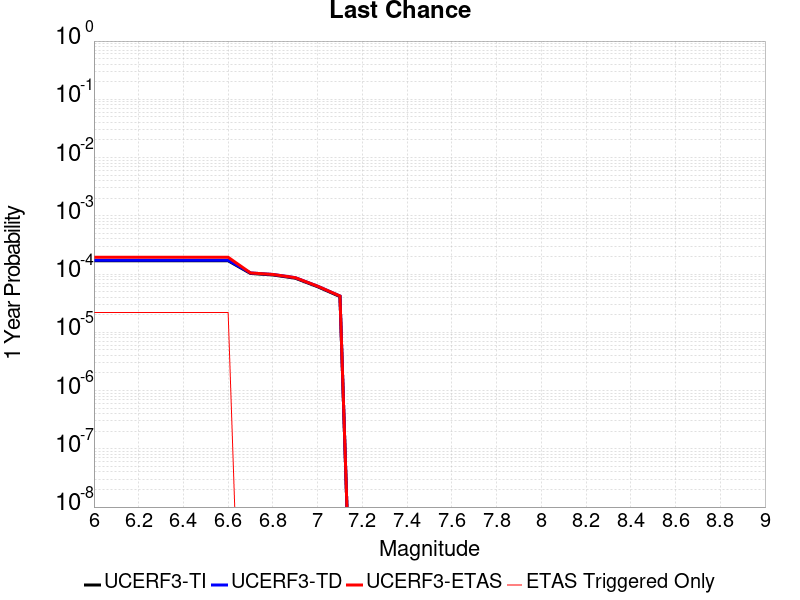 Last Chance
1 Year Probability
10^0
10^-1
10^-2
10^-3
10^-4
10^-5
10^-6
10^-7
10^-8
6 6.2 6.4 6.6 6.8 7 7.2 7.4 7.6 7.8 8 8.2 8.4 8.6 8.8 9
Magnitude
UCERF3-TI UCERF3-TD UCERF3-ETAS ETAS Triggered Only